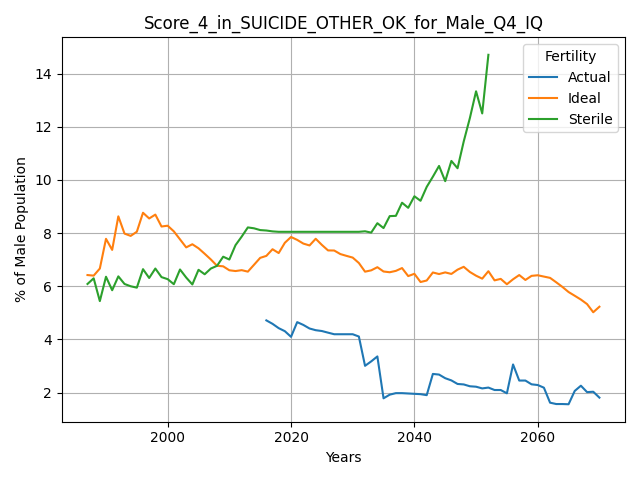 Score_4_in_SUICIDE_OTHER_OK_for_Male_Q4_IQ
Fertility
Actual
Ideal
Sterile
% of Male Population
14
12
10
8
6
4
2
2000
2020
2040
2060
Years